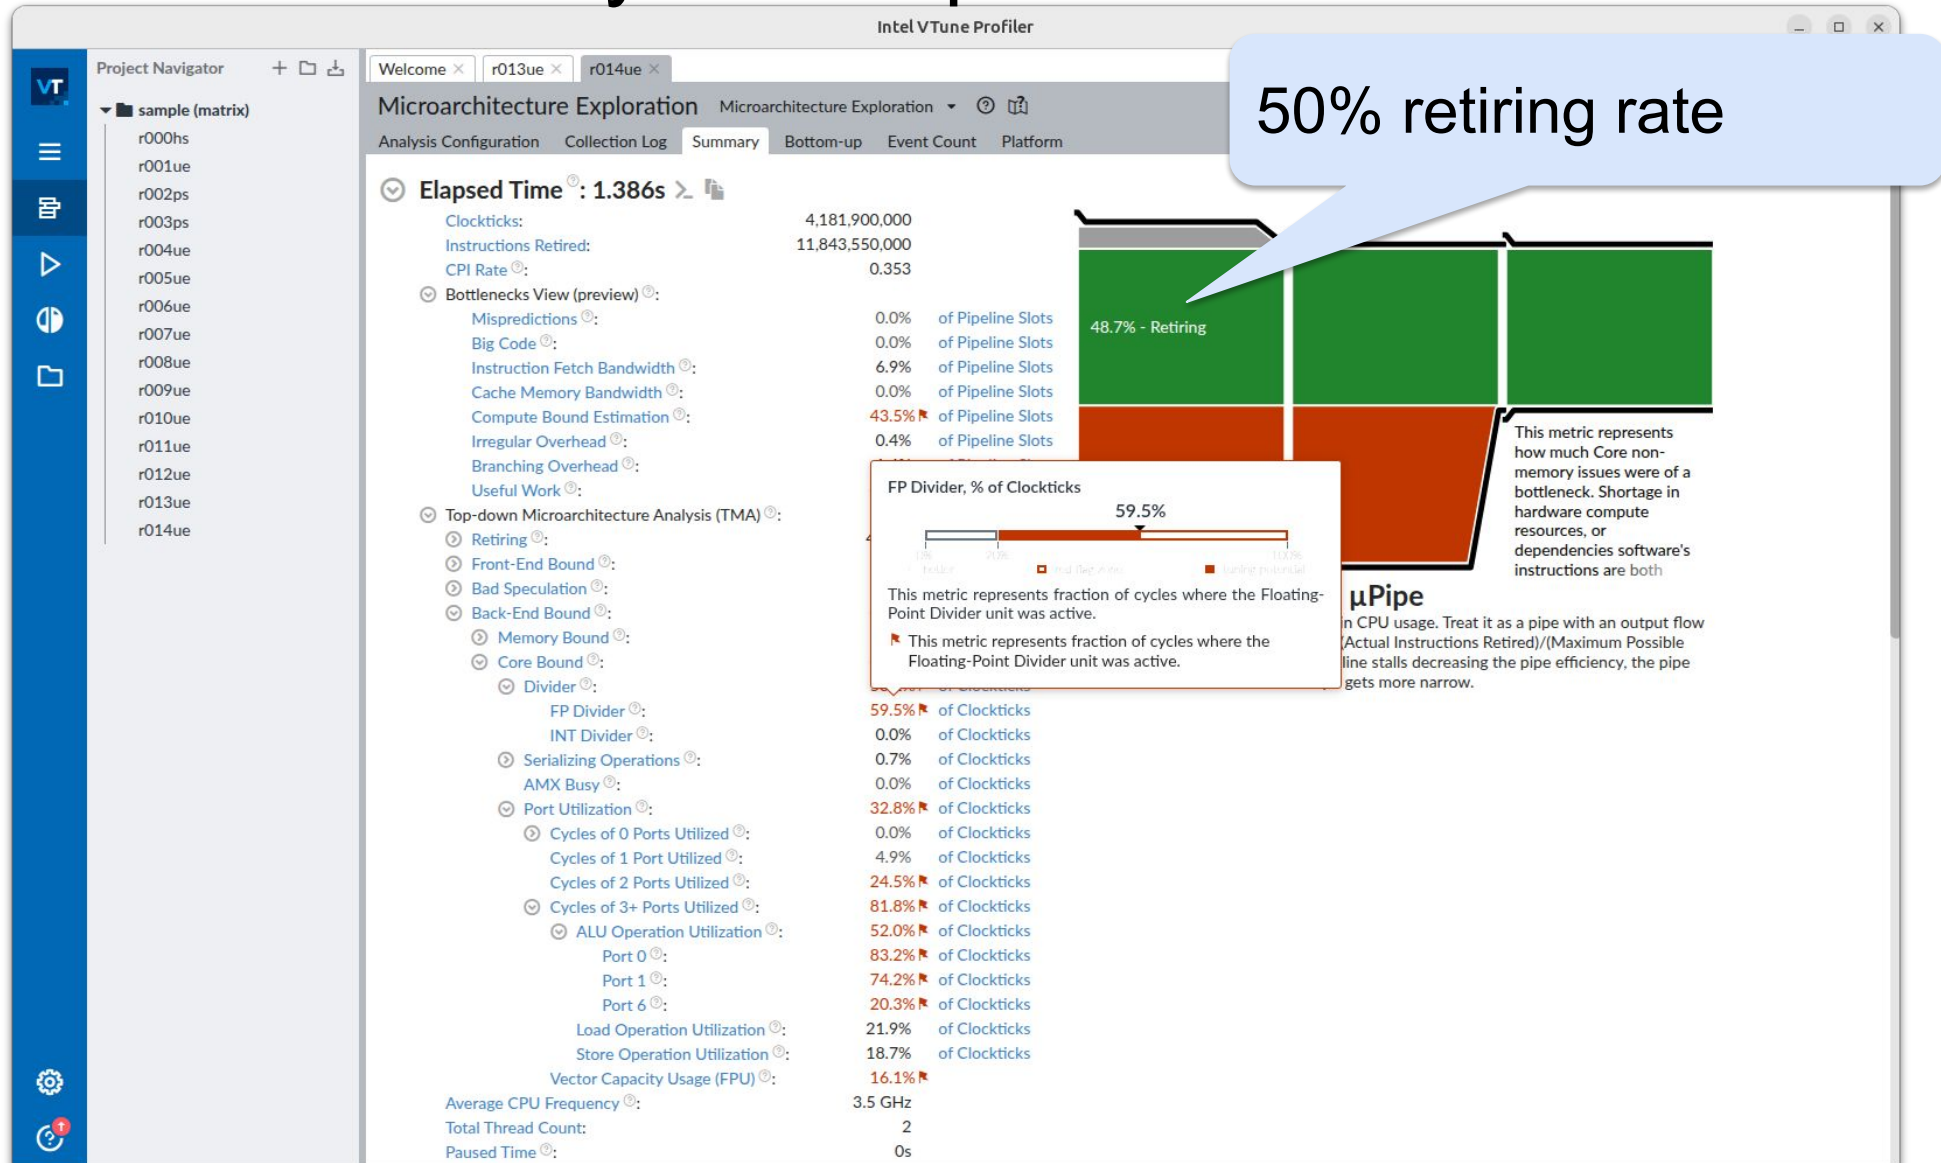 Intel VTune Profiler
50% retiring rate
VT
Project Navigator
sample (matrix)
r000hs
r001ue
r002ps
r003ps
r004ue
r005ue
r006ue
r007ue
r008ue
r009ue
r010ue
r011ue
r012ue
r013ue
r014ue
Welcome r013ue r014ue
Microarchitecture Exploration Microarchitecture Exploration
Analysis Configuration Collection Log Summary Bottom-up Event Count Platform
Elapsed Time: 1.386s
Clockticks: 4,181,900,000
Instructions Retired: 11,843,550,000
CPI Rate: 0.353
Bottlenecks View (preview):
Mispredictions: 0.0% of Pipeline Slots
Big Code: 0.0% of Pipeline Slots
Instruction Fetch Bandwidth: 6.9% of Pipeline Slots
Cache Memory Bandwidth: 0.0% of Pipeline Slots
Compute Bound Estimation: 43.5% of Pipeline Slots
Irregular Overhead: 0.4% of Pipeline Slots
Branching Overhead:
Useful Work:
Top-down Microarchitecture Analysis (TMA):
Retiring:
Front-End Bound:
Bad Speculation:
Back-End Bound:
Memory Bound:
Core Bound:
Divider:
FP Divider: 59.5% of Clockticks
INT Divider: 0.0% of Clockticks
Serializing Operations: 0.7% of Clockticks
AMX Busy: 0.0% of Clockticks
Port Utilization: 32.8% of Clockticks
Cycles of 0 Ports Utilized: 0.0% of Clockticks
Cycles of 1 Port Utilized: 4.9% of Clockticks
Cycles of 2 Ports Utilized: 24.5% of Clockticks
Cycles of 3+ Ports Utilized: 81.8% of Clockticks
ALU Operation Utilization: 52.0% of Clockticks
Port 0: 83.2% of Clockticks
Port 1: 74.2% of Clockticks
Port 6: 20.3% of Clockticks
Load Operation Utilization: 21.9% of Clockticks
Store Operation Utilization: 18.7% of Clockticks
Vector Capacity Usage (FPU): 16.1%
Average CPU Frequency: 3.5 GHz
Total Thread Count: 2
Paused Time: 0s
FP Divider, % of Clockticks
59.5%
0% 20% 100%
This metric represents fraction of cycles where the Floating-
Point Divider unit was active.
This metric represents fraction of cycles where the
Floating-Point Divider unit was active.
48.7% - Retiring
This metric represents
how much Core non-
memory issues were of a
bottleneck. Shortage in
hardware compute
resources, or
dependencies software's
instructions are both
µPipe
in CPU usage. Treat it as a pipe with an output flow
(Actual Instructions Retired)/(Maximum Possible
line stalls decreasing the pipe efficiency, the pipe
gets more narrow.